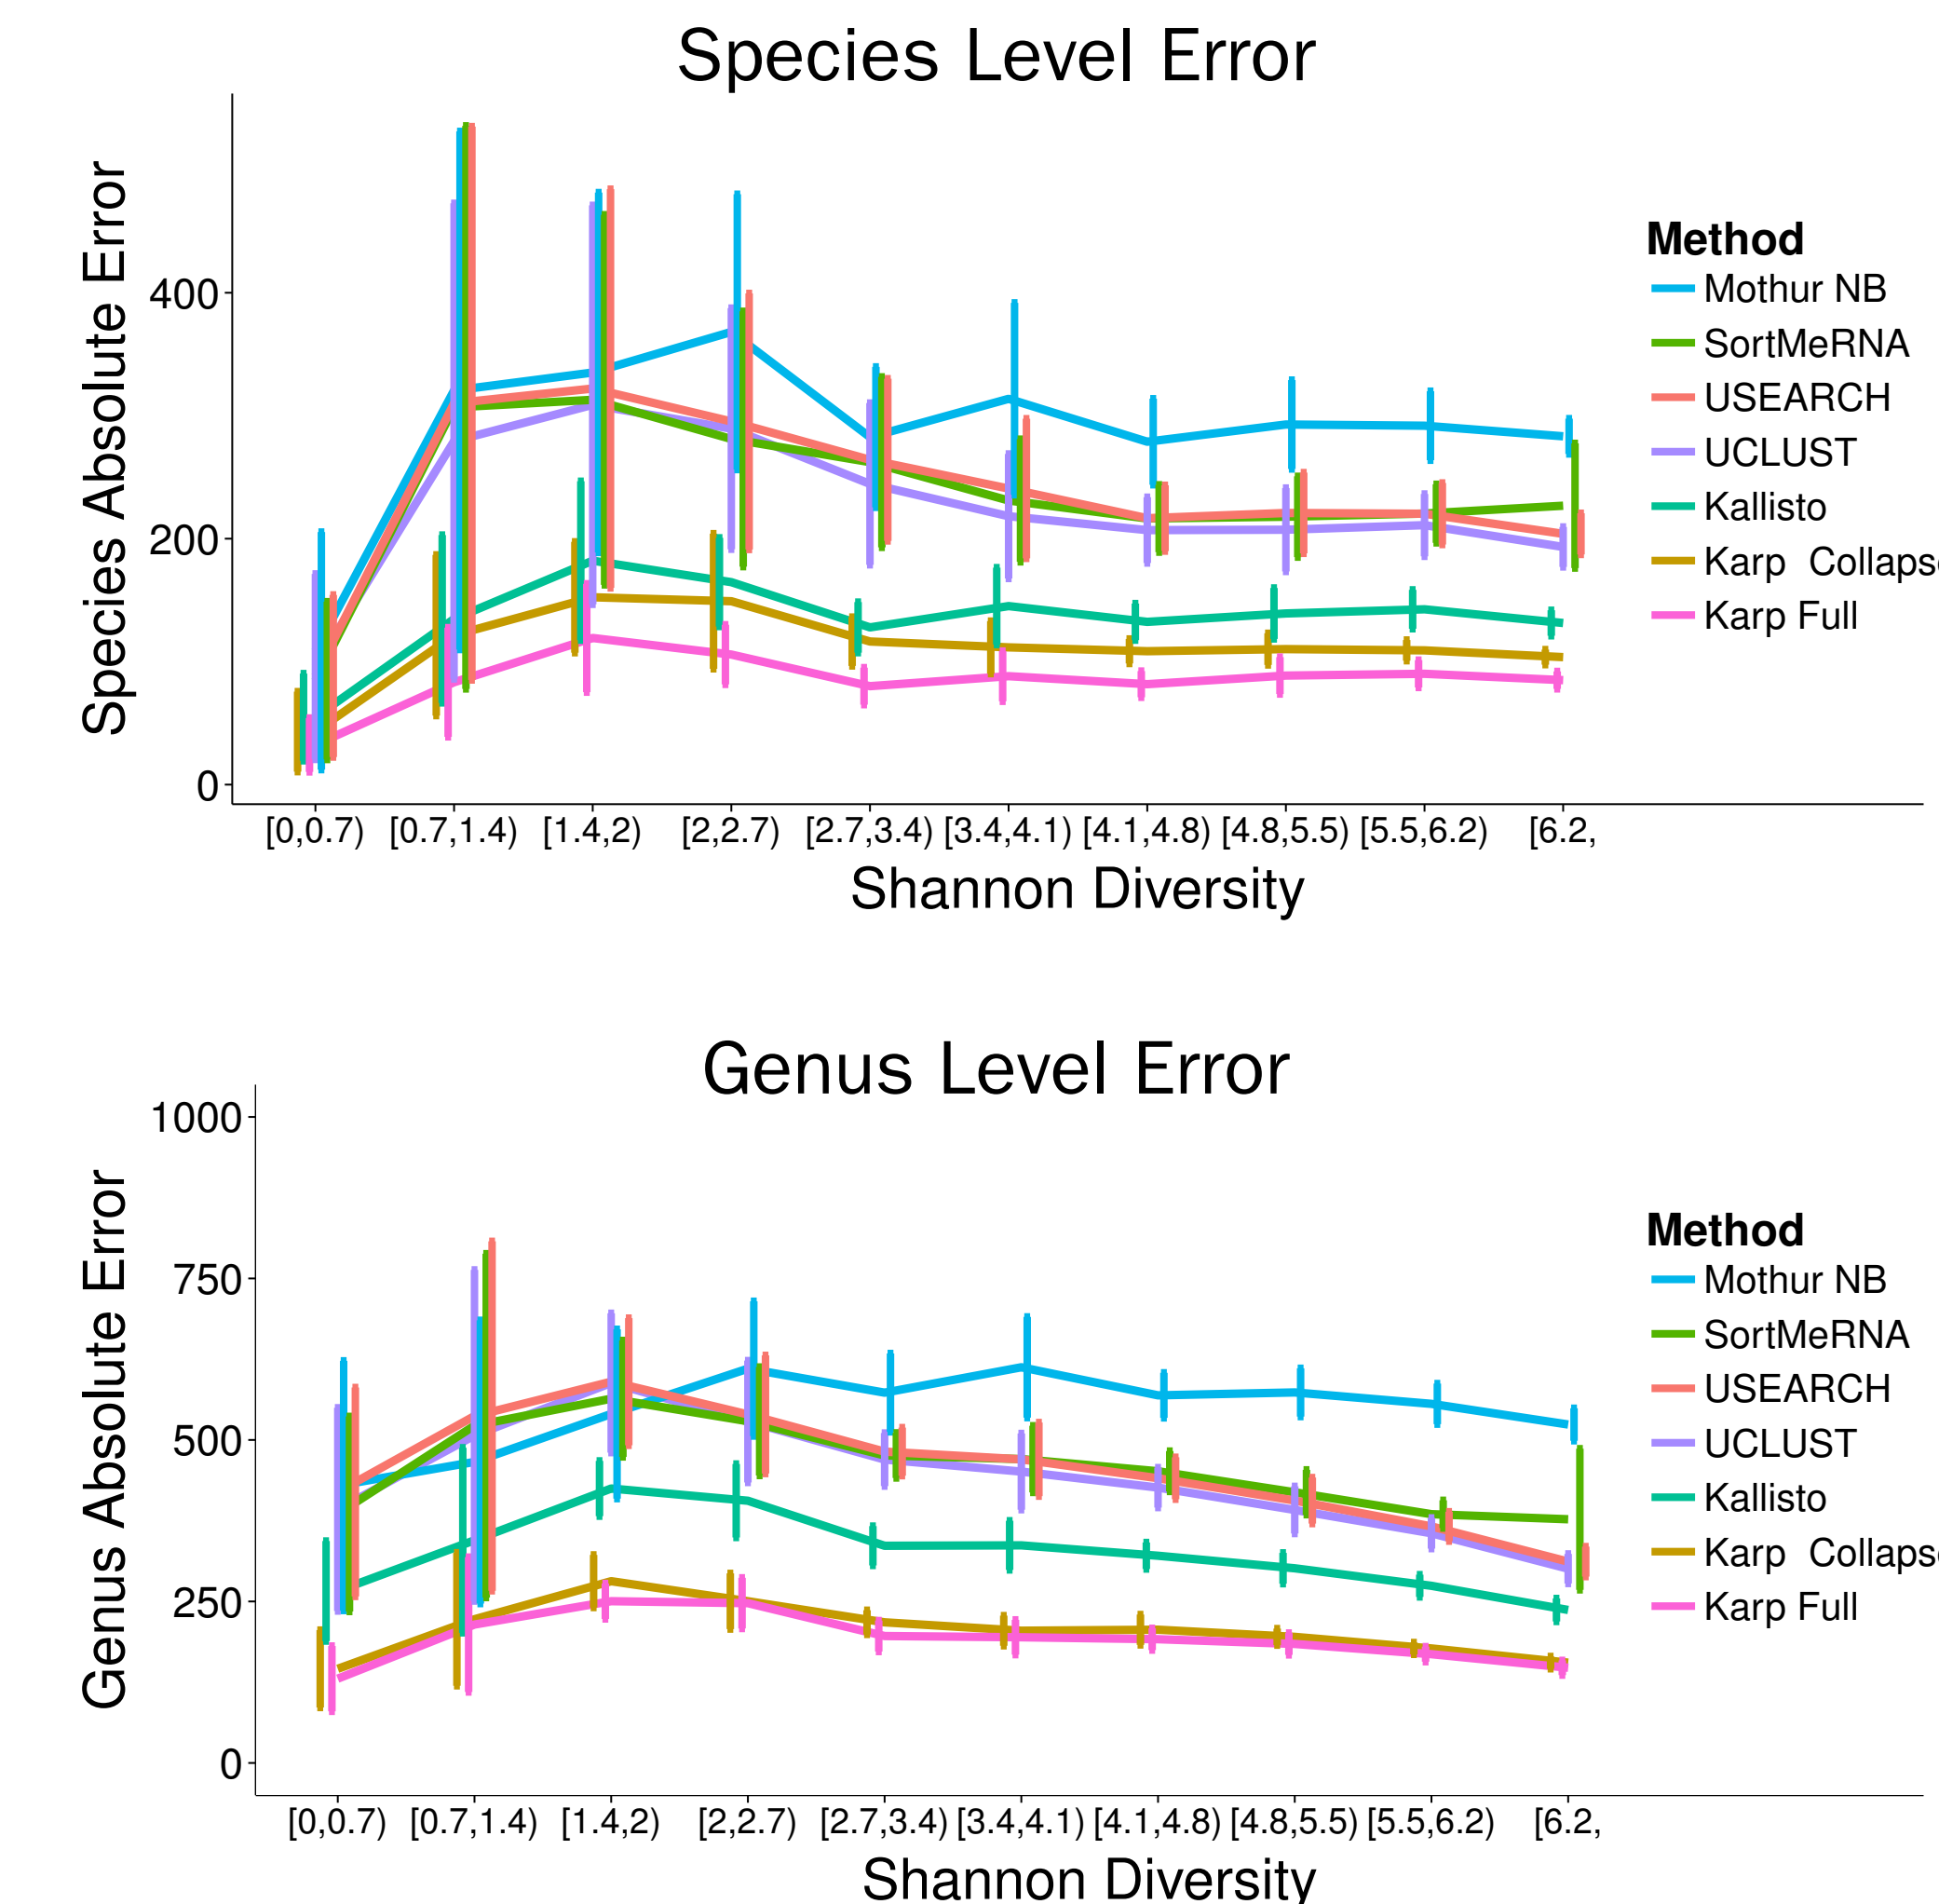 Species Level Error
Species Absolute Error
400
200
0
[0,0.7) [0.7,1.4) [1.4,2) [2,2.7) [2.7,3.4) [3.4,4.1) [4.1,4.8) [4.8,5.5) [5.5,6.2) [6.2,
Shannon Diversity
Method
Mothur NB
SortMeRNA
USEARCH
UCLUST
Kallisto
Karp Collapse
Karp Full
Genus Level Error
Genus Absolute Error
1000
750
500
250
0
[0,0.7) [0.7,1.4) [1.4,2) [2,2.7) [2.7,3.4) [3.4,4.1) [4.1,4.8) [4.8,5.5) [5.5,6.2) [6.2,
Shannon Diversity
Method
Mothur NB
SortMeRNA
USEARCH
UCLUST
Kallisto
Karp Collapse
Karp Full